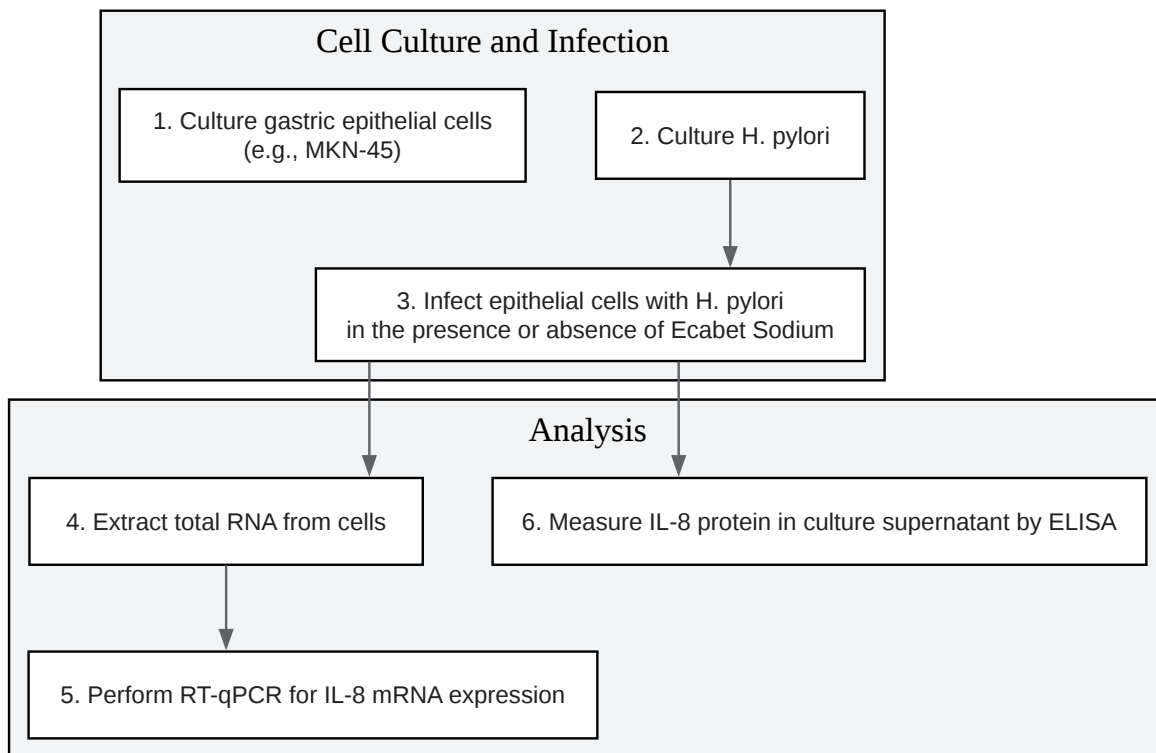 Cell Culture and Infection
1. Culture gastric epithelial cells
(e.g., MKN-45)
2. Culture H. pylori
3. Infect epithelial cells with H. pylori
in the presence or absence of Ecabet Sodium
Analysis
4. Extract total RNA from cells
6. Measure IL-8 protein in culture supernatant by ELISA
5. Perform RT-qPCR for IL-8 mRNA expression